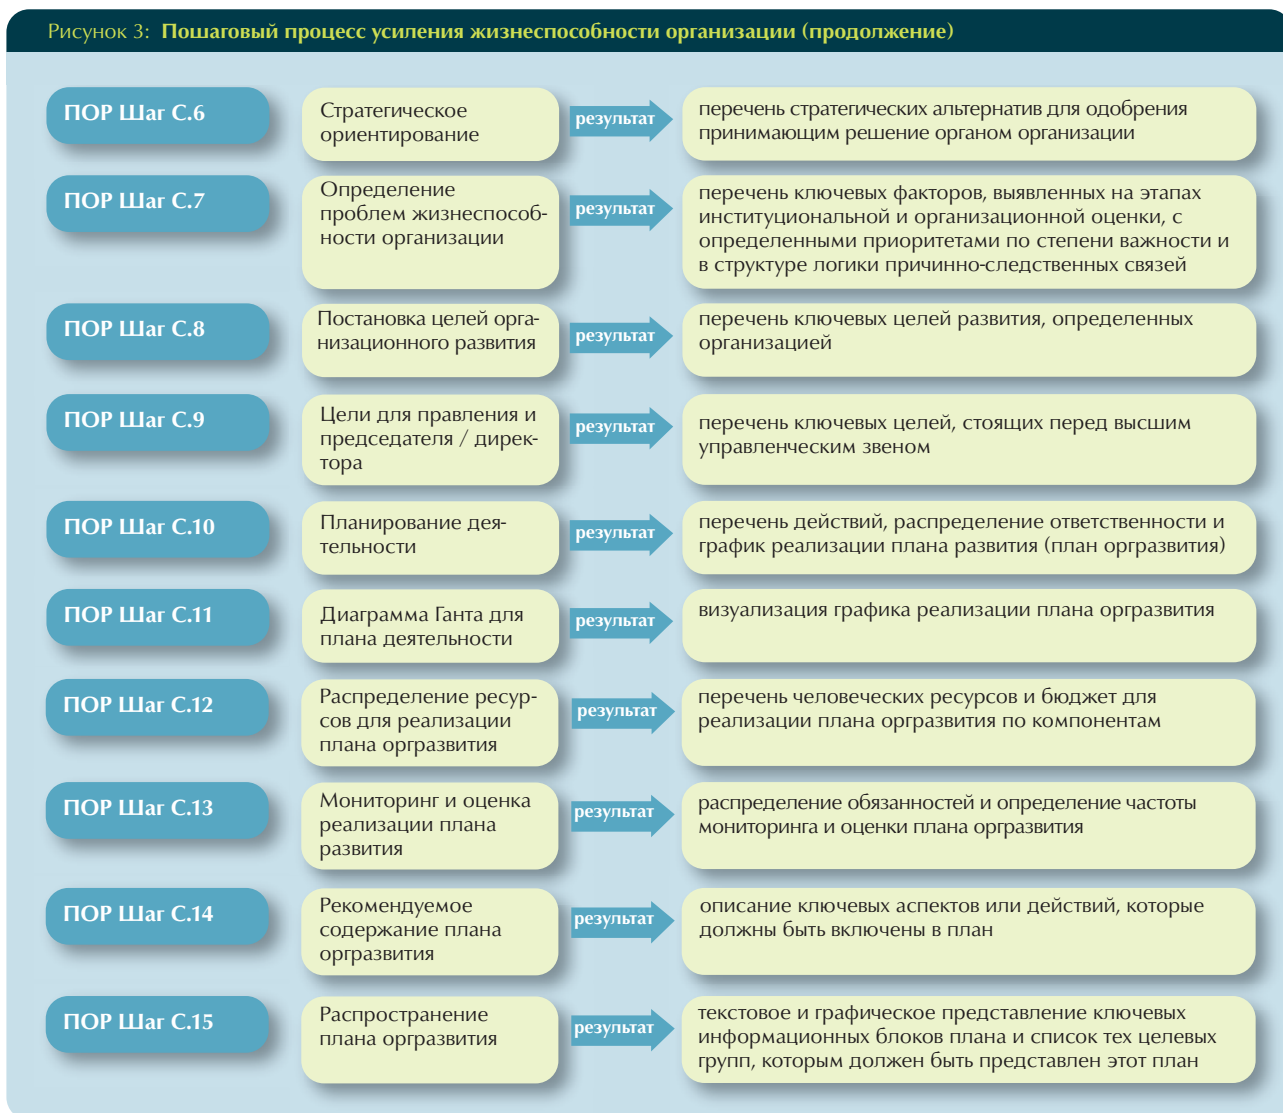 Рисунок 3: Пошаговый процесс усиления жизнеспособности организации (продолжение)
ПОР Шаг С.6
Стратегическое
ориентирование
результат
перечень стратегических альтернатив для одобрения
принимающим решение органом организации
ПОР Шаг С.7
Определение
проблем жизнеспособ-
ности организации
результат
перечень ключевых факторов, выявленных на этапах
институциональной и организационной оценки, с
определенными приоритетами по степени важности и
в структуре логики причинно-следственных связей
ПОР Шаг С.8
Постановка целей орга-
низационного развития
результат
перечень ключевых целей развития, определенных
организацией
ПОР Шаг С.9
Цели для правления и
председателя / дирек-
тора
результат
перечень ключевых целей, стоящих перед высшим
управленческим звеном
ПОР Шаг С.10
Планирование дея-
тельности
результат
перечень действий, распределение ответственности и
график реализации плана развития (план оргразвития)
ПОР Шаг С.11
Диаграмма Ганта для
плана деятельности
результат
визуализация графика реализации плана оргразвития
ПОР Шаг С.12
Распределение ресур-
сов для реализации
плана оргразвития
результат
перечень человеческих ресурсов и бюджет для
реализации плана оргразвития по компонентам
ПОР Шаг С.13
Мониторинг и оценка
реализации плана
развития
результат
распределение обязанностей и определение частоты
мониторинга и оценки плана оргразвития
ПОР Шаг С.14
Рекомендуемое
содержание плана
оргразвития
результат
описание ключевых аспектов или действий, которые
должны быть включены в план
ПОР Шаг С.15
Распространение
плана оргразвития
результат
текстовое и графическое представление ключевых
информационных блоков плана и список тех целевых
групп, которым должен быть представлен этот план